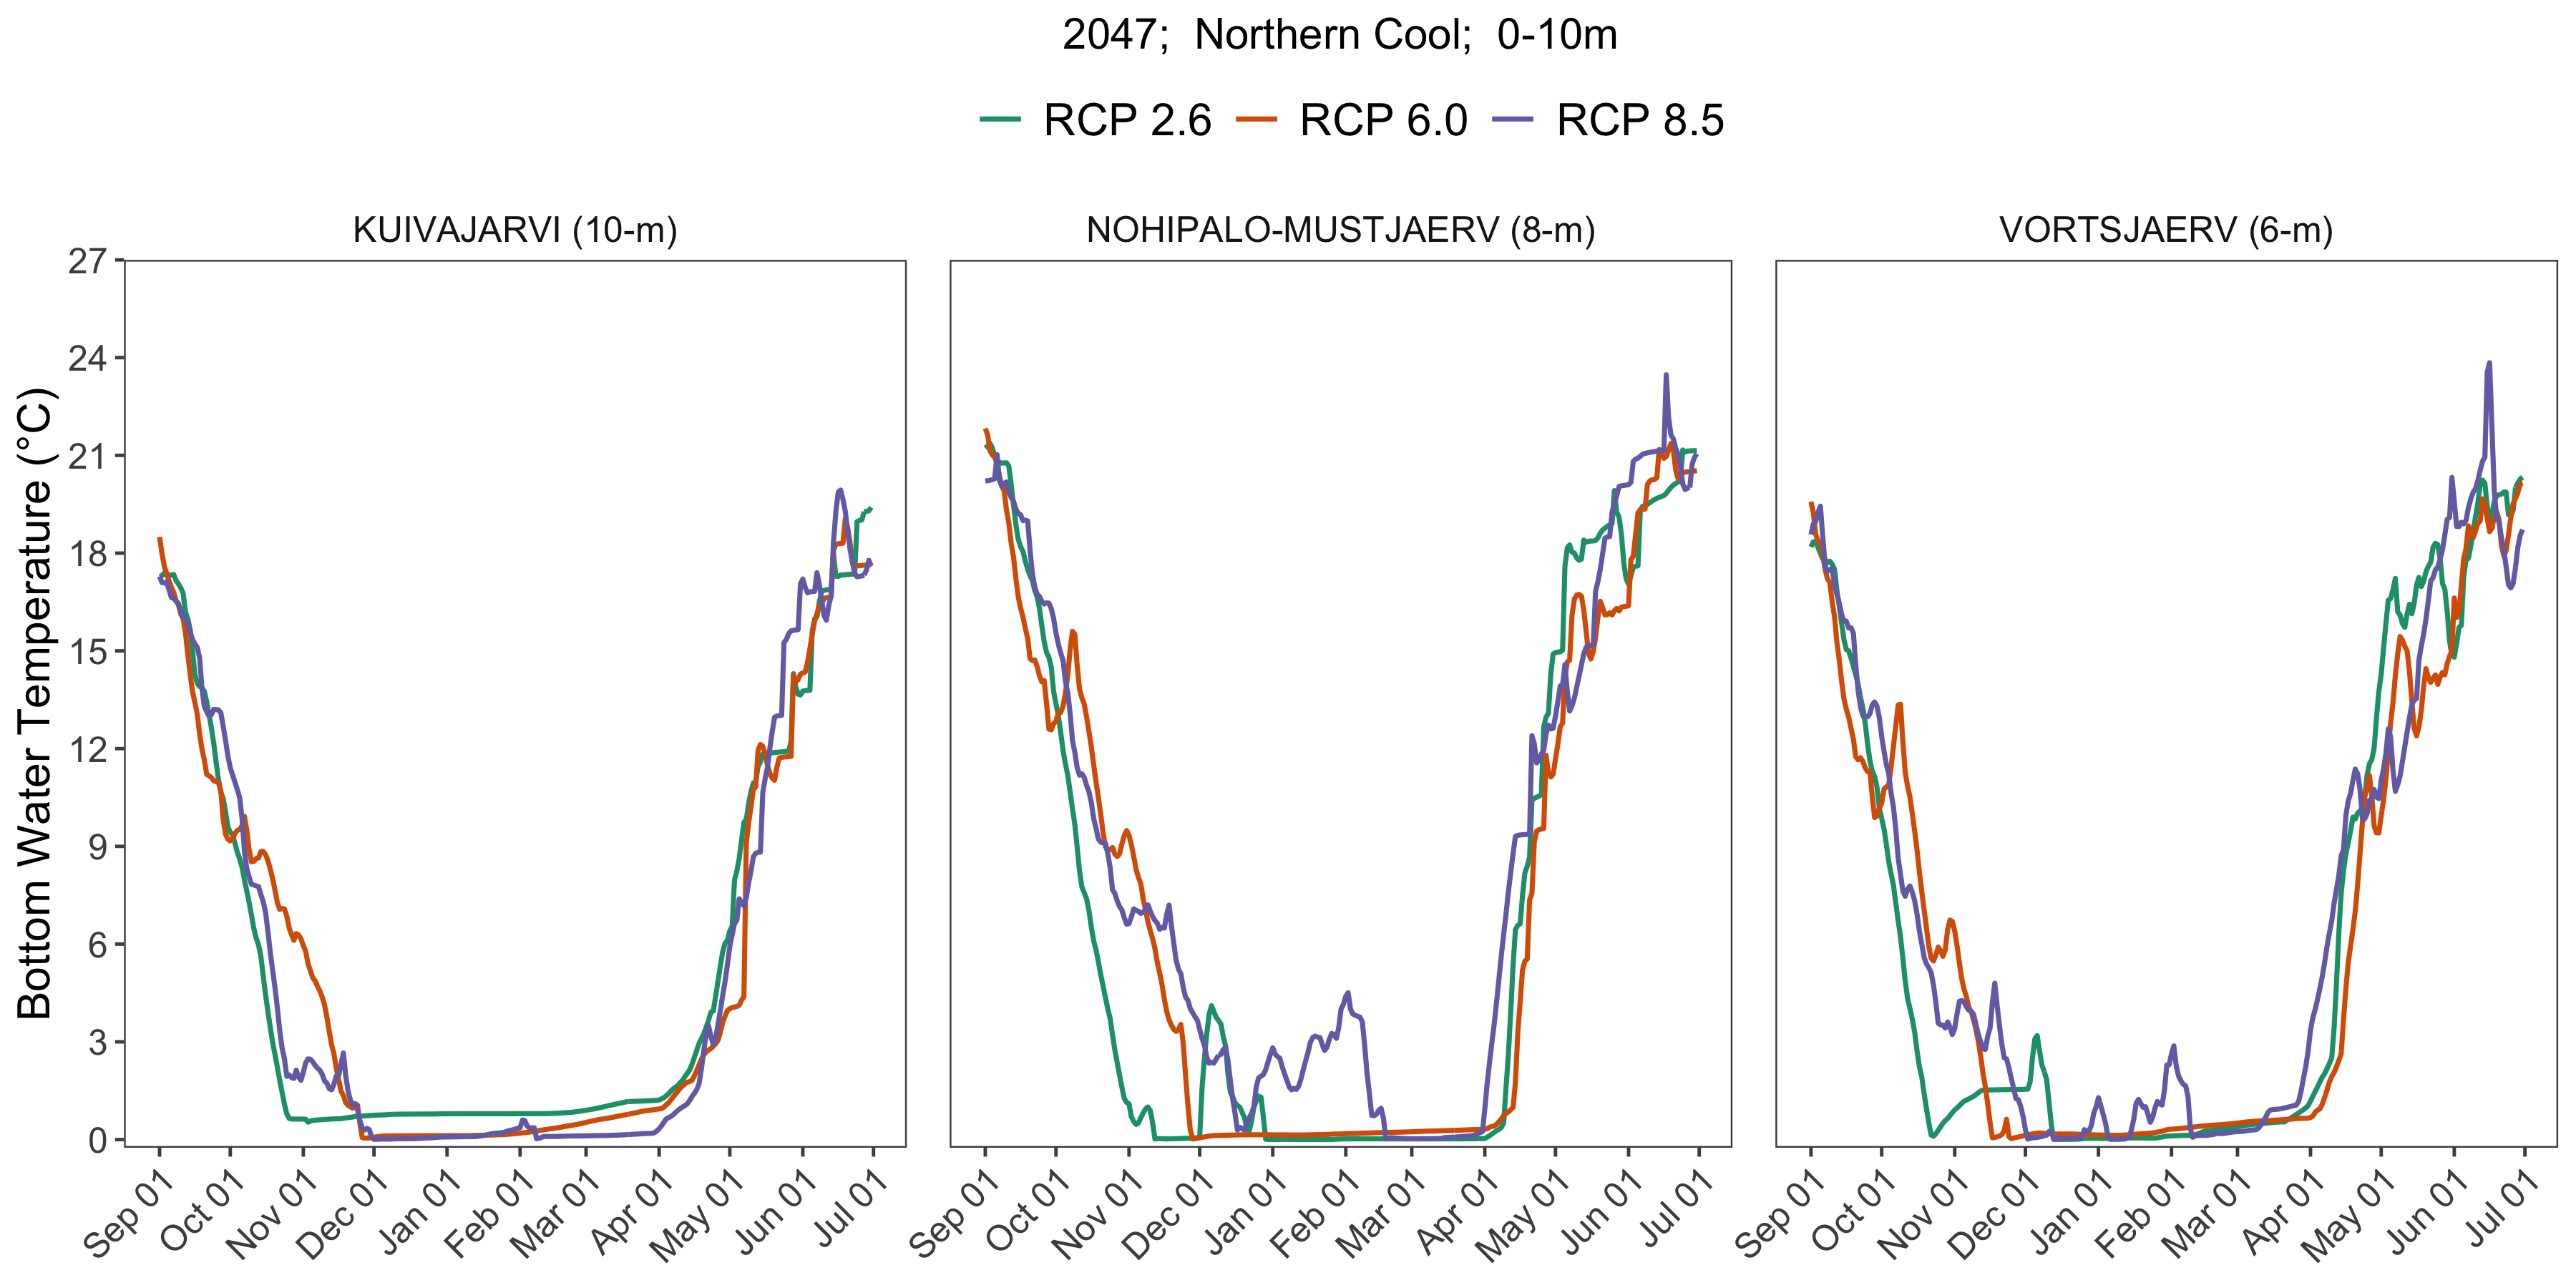 2047;  Northern Cool;  0-10m
RCP 2.6 RCP 6.0 RCP 8.5
KUIVAJARVI (10-m) NOHIPALO-MUSTJAERV (8-m) VORTSJAERV (6-m)
Bottom Water Temperature (°C)
27
24
21
18
15
12
9
6
3
0
Sep 01 Oct 01 Nov 01 Dec 01 Jan 01 Feb 01 Mar 01 Apr 01 May 01 Jun 01 Jul 01 Sep 01 Oct 01 Nov 01 Dec 01 Jan 01 Feb 01 Mar 01 Apr 01 May 01 Jun 01 Jul 01 Sep 01 Oct 01 Nov 01 Dec 01 Jan 01 Feb 01 Mar 01 Apr 01 May 01 Jun 01 Jul 01